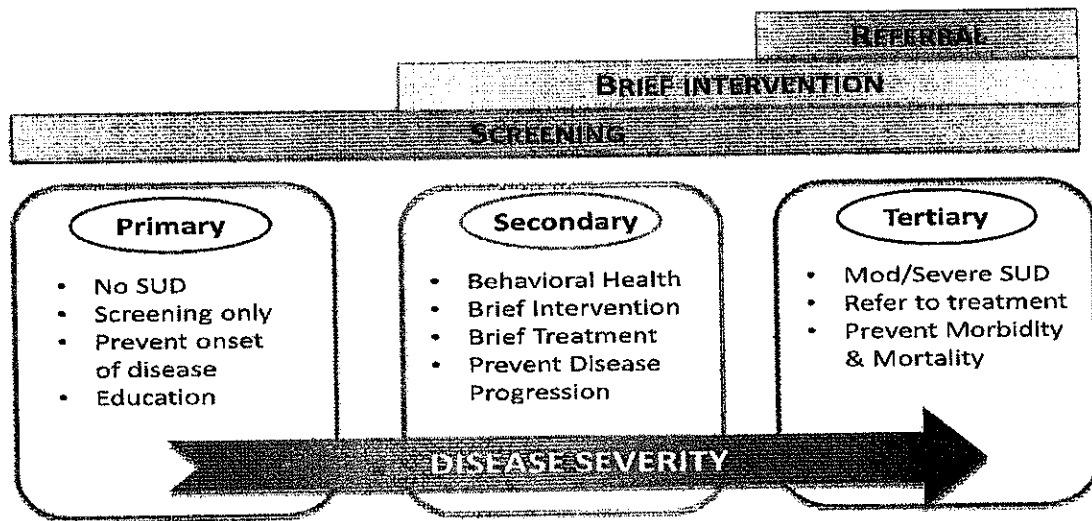 REFERRAL
BRIEF INTERVENTION
SCREENING
Primary
• No SUD
• Screening only
• Prevent onset
of disease
• Education
Secondary
• Behavioral Health
• Brief Intervention
• Brief Treatment
• Prevent Disease
Progression
Tertiary
• Mod/Severe SUD
• Refer to treatment
• Prevent Morbidity
& Mortality
DISEASE SEVERITY